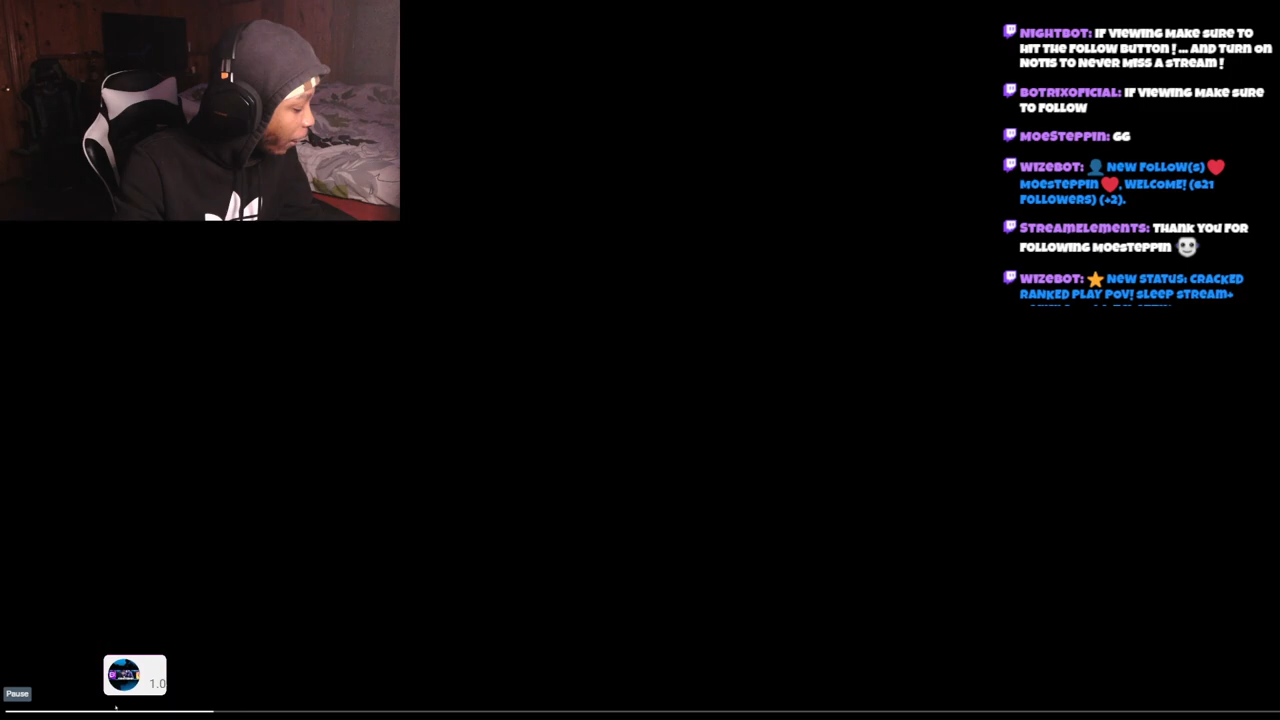 NIGHTBOT: IF VIEWING MAKE SURE TO
HIT THE FOLLOW BUTTON ! ... AND TURN ON
NOTIS TO NEVER MISS A STREAM !
BOTRIXOFICIAL: IF VIEWING MAKE SURE
TO FOLLOW
MOESTEPPIN: GG
WIZEBOT: NEW FOLLOW(S)
MOESTEPPIN , WELCOME! (621
FOLLOWERS) (+2).
STREAMELEMENTS: THANK YOU FOR
FOLLOWING MOESTEPPIN
WIZEBOT: NEW STATUS: CRACKED
RANKED PLAY POV! SLEEP STREAM+
1.0
Pause